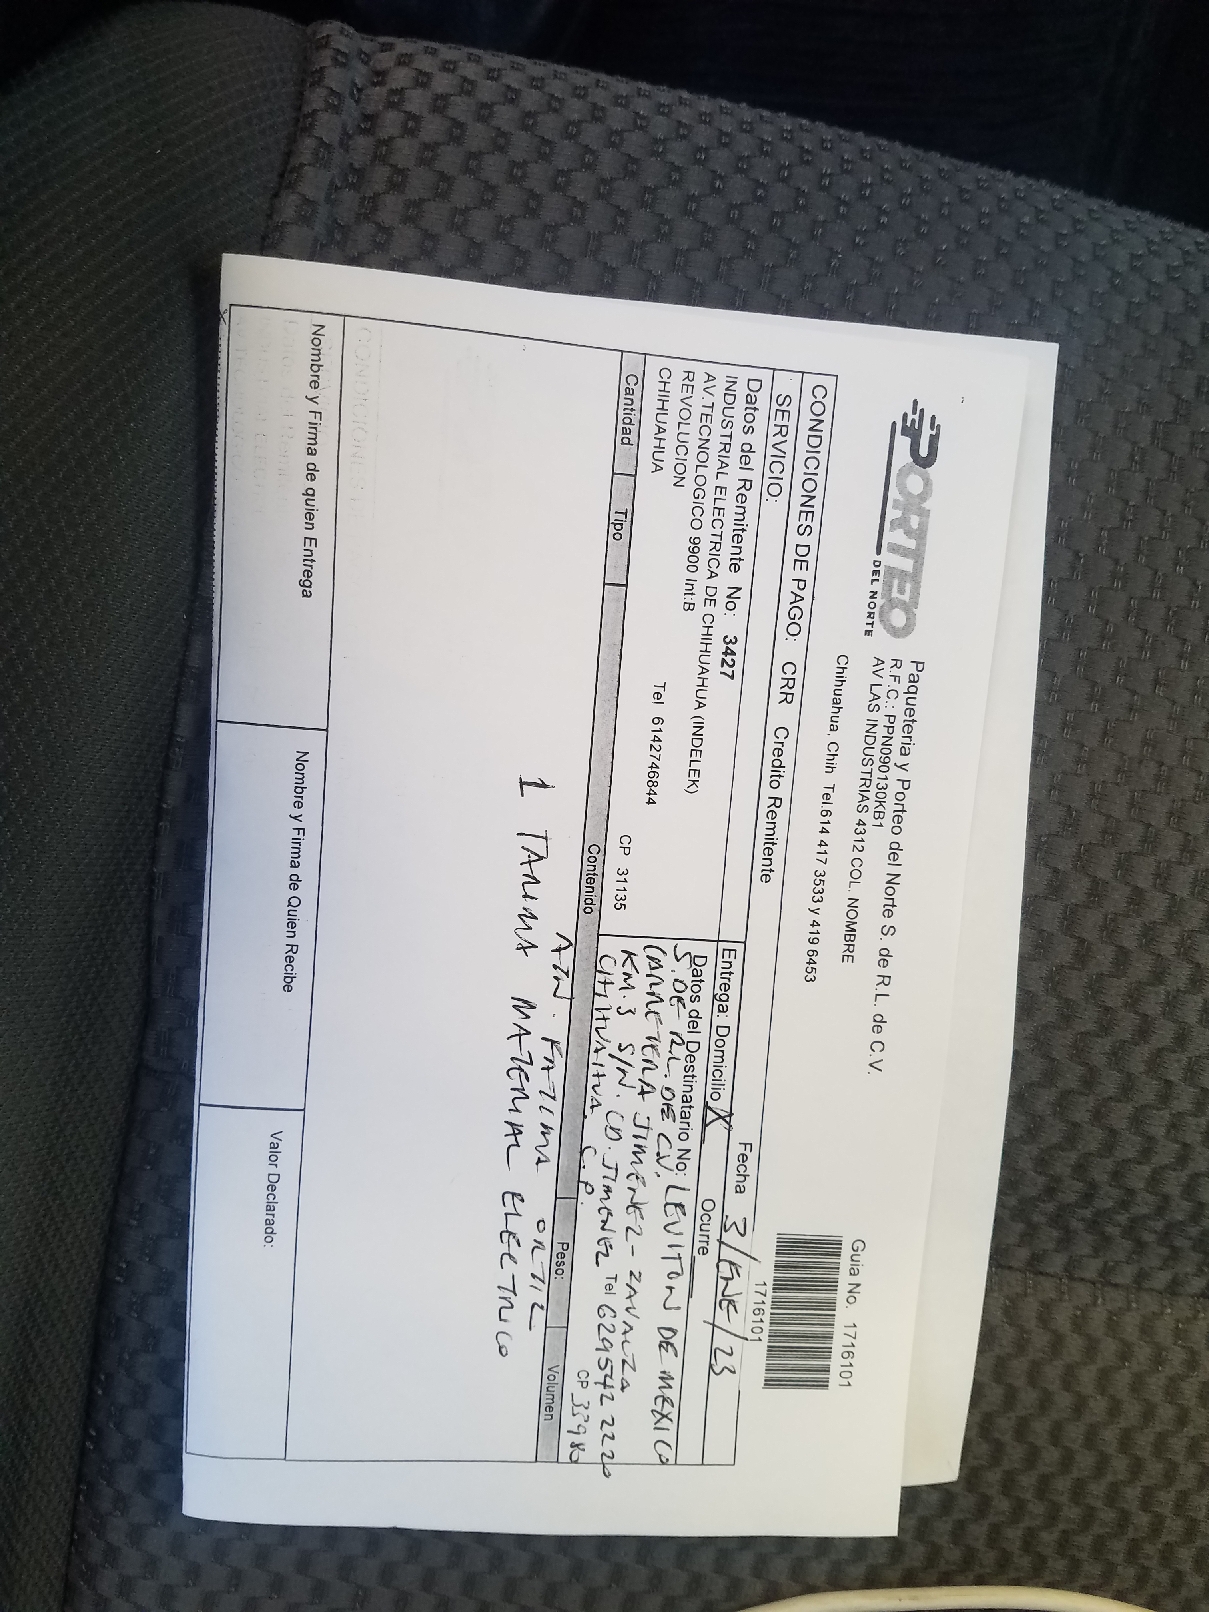 PORTEO
DEL NORTE
Paqueteria y Porteo del Norte S. de R.L. de C.V.
R.F.C.: PPN090130KB1
AV LAS INDUSTRIAS 4312 COL. NOMBRE
Chihuahua, Chih Tel.614 417 3533 y 419 6453
Guia No. 1716101
1716101
CONDICIONES DE PAGO: CRR Credito Remitente
Fecha 3/ENE/23
SERVICIO:
Entrega: Domicilio X Ocurre
Datos del Remitente No: 3427
INDUSTRIAL ELECTRICA DE CHIHUAHUA (INDELEK)
AV.TECNOLOGICO 9900 Int:B
REVOLUCION
Tel 6142746844
CHIHUAHUA
CP 31135
Datos del Destinatario No: LEVITON DE MEXICO
S. DE R.L. DE CV.
CARRETERA JIMENEZ-ZAVALZA
KM.3 S/N. CD. JIMENEZ Tel 6295422220
CHIHUAHUA. C.P. CP 33980
Cantidad Tipo Contenido Peso: Volumen
ATN. FATIMA ORTIZ
1 TARIMA MATERIAL ELECTRICO
Nombre y Firma de quien Entrega
Nombre y Firma de Quien Recibe
Valor Declarado: